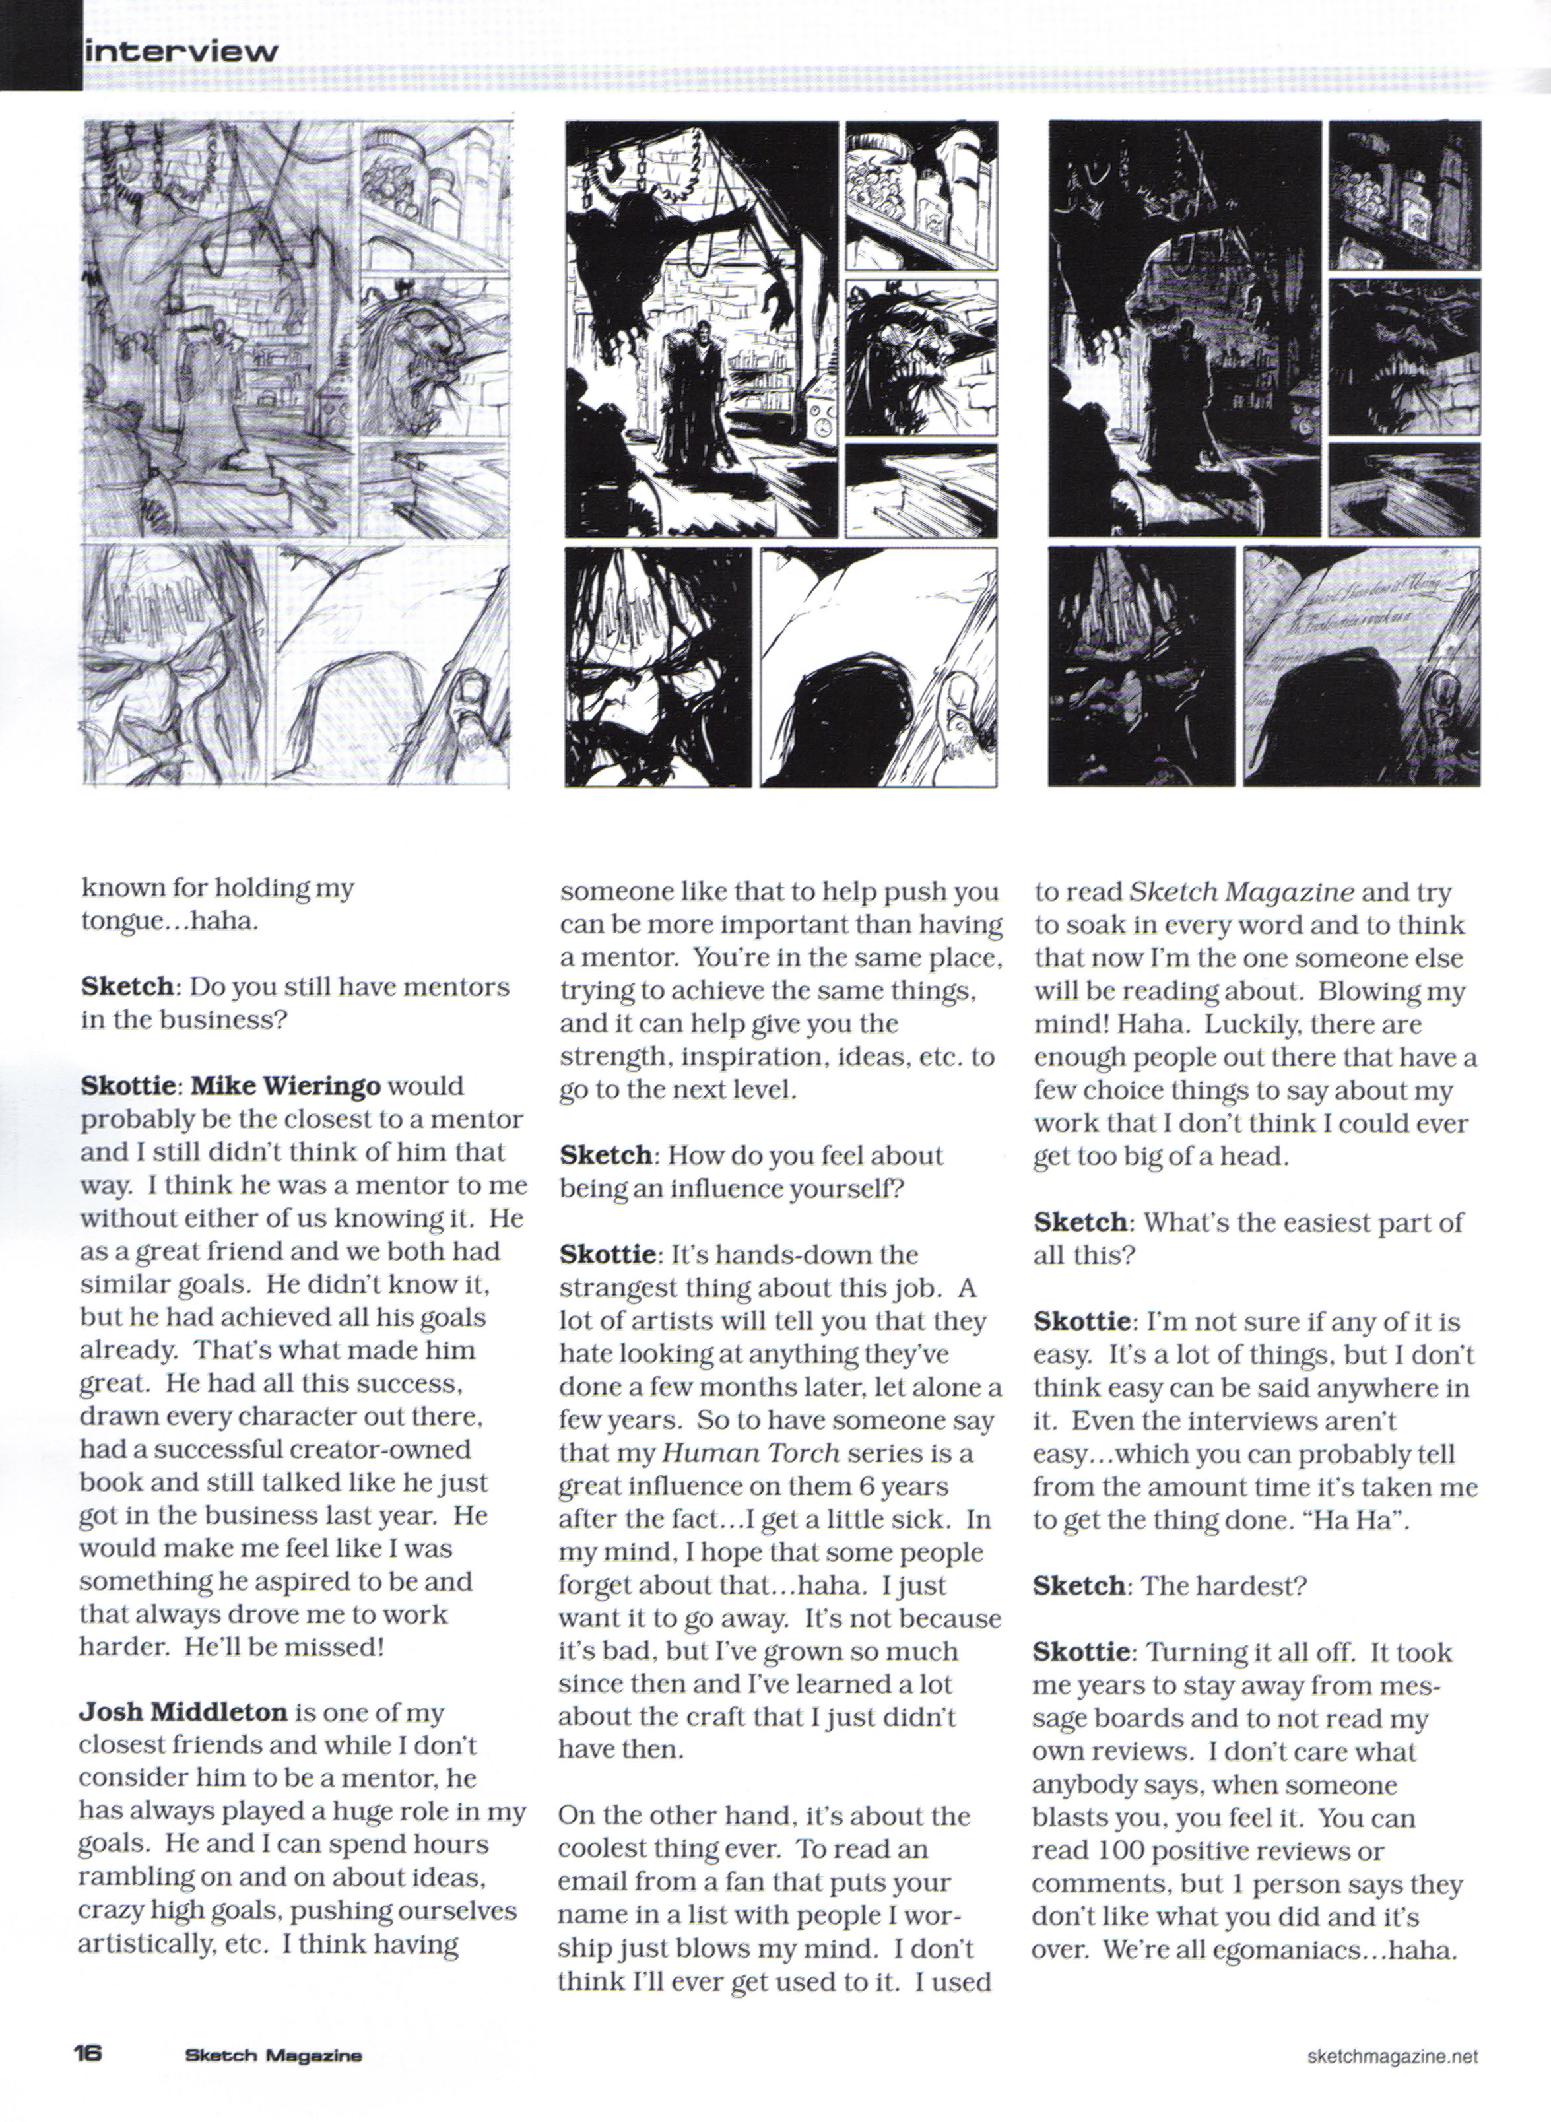 interview
known for holding my
tongue...haha.
Sketch: Do you still have mentors
in the business?
Skottie: Mike Wieringo would
probably be the closest to a mentor
and I still didn't think of him that
way. I think he was a mentor to me
without either of us knowing it. He
as a great friend and we both had
similar goals. He didn't know it,
but he had achieved all his goals
already. That's what made him
great. He had all this success,
drawn every character out there,
had a successful creator-owned
book and still talked like he just
got in the business last year. He
would make me feel like I was
something he aspired to be and
that always drove me to work
harder. He'll be missed!
Josh Middleton is one of my
closest friends and while I don't
consider him to be a mentor, he
has always played a huge role in my
goals. He and I can spend hours
rambling on and on about ideas,
crazy high goals, pushing ourselves
artistically, etc. I think having
someone like that to help push you
can be more important than having
a mentor. You're in the same place,
trying to achieve the same things,
and it can help give you the
strength, inspiration, ideas, etc. to
go to the next level.
Sketch: How do you feel about
being an influence yourself?
Skottie: It's hands-down the
strangest thing about this job. A
lot of artists will tell you that they
hate looking at anything they've
done a few months later, let alone a
few years. So to have someone say
that my Human Torch series is a
great influence on them 6 years
after the fact...I get a little sick. In
my mind, I hope that some people
forget about that...haha. I just
want it to go away. It's not because
it's bad, but I've grown so much
since then and I've learned a lot
about the craft that I just didn't
have then.
On the other hand, it's about the
coolest thing ever. To read an
email from a fan that puts your
name in a list with people I wor-
ship just blows my mind. I don't
think I'll ever get used to it. I used
to read Sketch Magazine and try
to soak in every word and to think
that now I'm the one someone else
will be reading about. Blowing my
mind! Haha. Luckily, there are
enough people out there that have a
few choice things to say about my
work that I don't think I could ever
get too big of a head.
Sketch: What's the easiest part of
all this?
Skottie: I'm not sure if any of it is
easy. It's a lot of things, but I don't
think easy can be said anywhere in
it. Even the interviews aren't
easy...which you can probably tell
from the amount time it's taken me
to get the thing done. “Ha Ha”.
Sketch: The hardest?
Skottie: Turning it all off. It took
me years to stay away from mes-
sage boards and to not read my
own reviews. I don't care what
anybody says, when someone
blasts you, you feel it. You can
read 100 positive reviews or
comments, but 1 person says they
don't like what you did and it's
over. We're all egomaniacs...haha.
16 Sketch Magazine
sketchmagazine.net